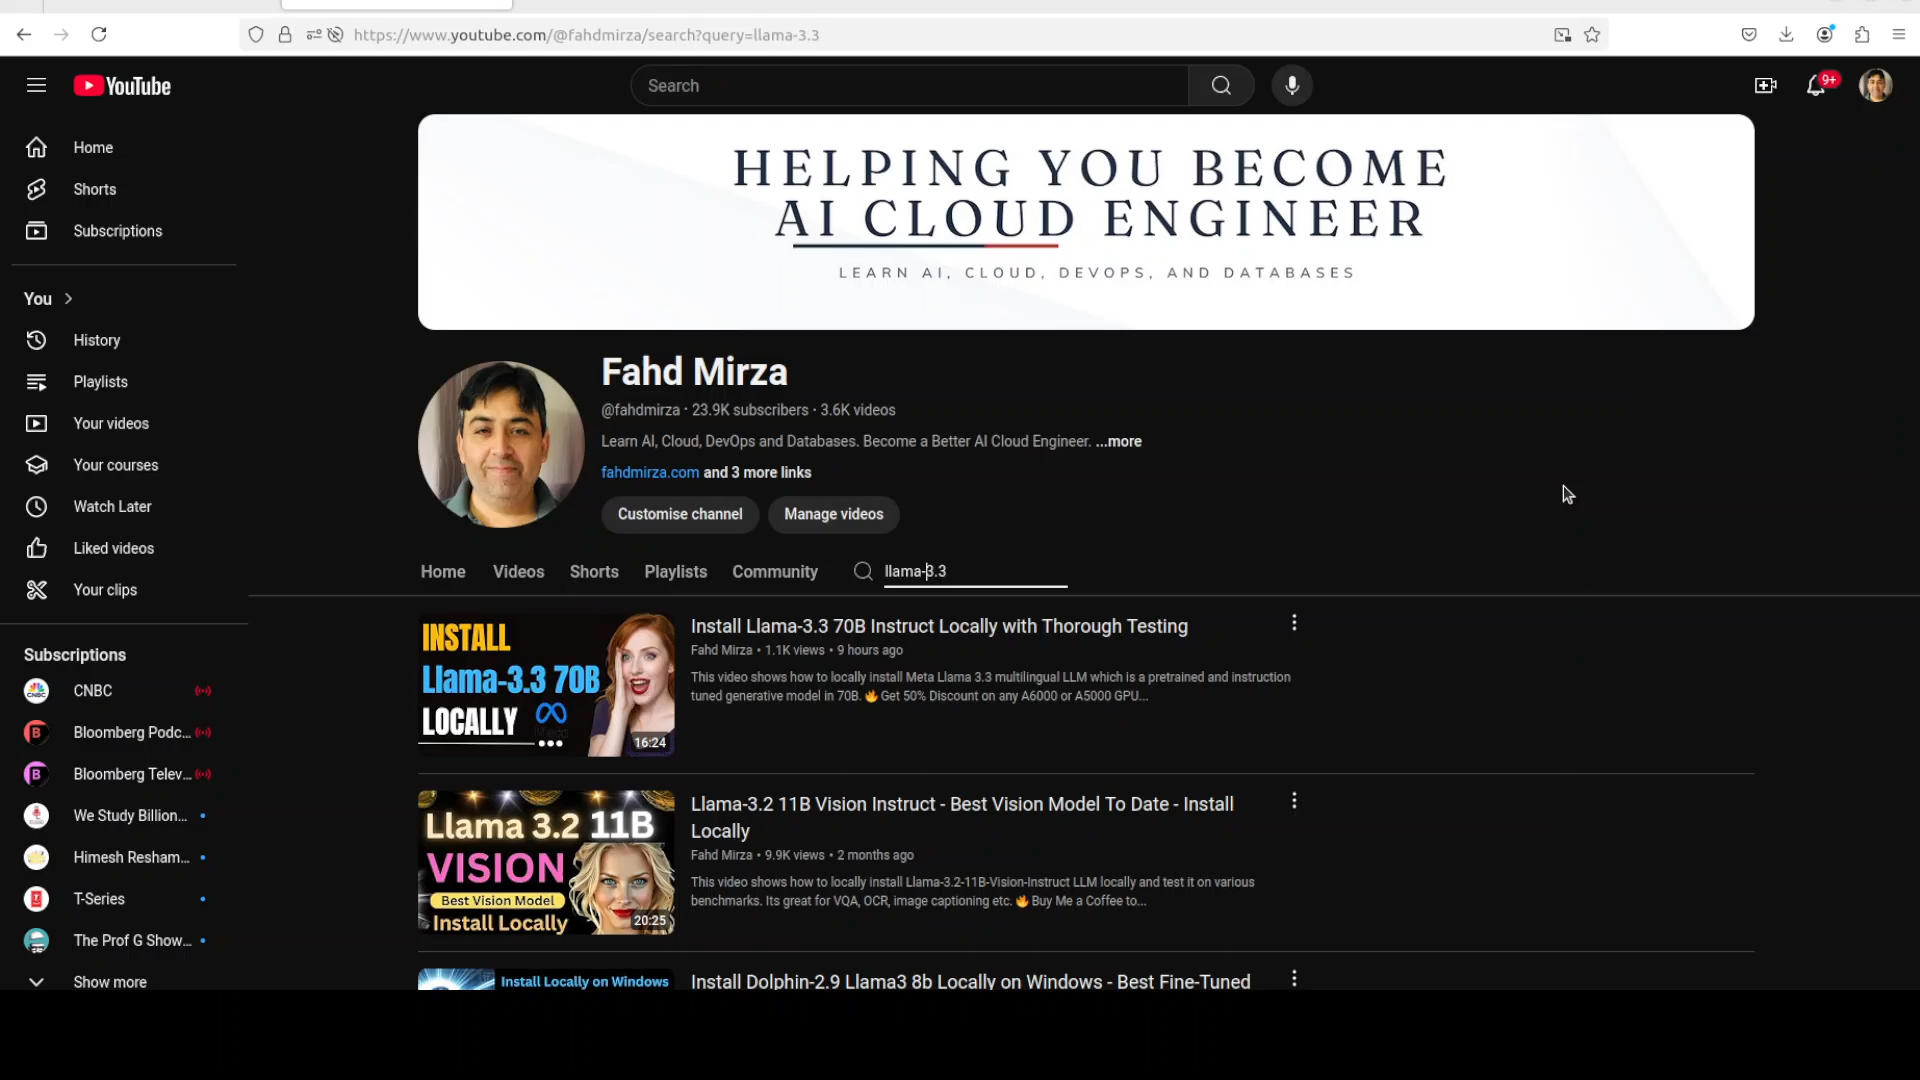 https://www.youtube.com/@fahdmirza/search?query=llama-3.3
YouTube
Search
9+
Home
Shorts
Subscriptions
You
History
Playlists
Your videos
Your courses
Watch Later
Liked videos
Your clips
Subscriptions
CNBC
Bloomberg Podc...
Bloomberg Telev...
We Study Billion...
Himesh Resham...
T-Series
The Prof G Show...
Show more
HELPING YOU BECOME
AI CLOUD ENGINEER
LEARN AI, CLOUD, DEVOPS, AND DATABASES
Fahd Mirza
@fahdmirza · 23.9K subscribers · 3.6K videos
Learn AI, Cloud, DevOps and Databases. Become a Better AI Cloud Engineer. ...more
fahdmirza.com and 3 more links
Customise channel Manage videos
Home Videos Shorts Playlists Community llama-3.3
INSTALL
Llama-3.3 70B
LOCALLY
16:24
Install Llama-3.3 70B Instruct Locally with Thorough Testing
Fahd Mirza • 1.1K views • 9 hours ago
This video shows how to locally install Meta Llama 3.3 multilingual LLM which is a pretrained and instruction
tuned generative model in 70B. 🔥Get 50% Discount on any A6000 or A5000 GPU...
Llama 3.2 11B
VISION
Best Vision Model
Install Locally
20:25
Llama-3.2 11B Vision Instruct - Best Vision Model To Date - Install
Locally
Fahd Mirza • 9.9K views • 2 months ago
This video shows how to locally install Llama-3.2-11B-Vision-Instruct LLM locally and test it on various
benchmarks. Its great for VQA, OCR, image captioning etc. 🔥 Buy Me a Coffee to...
Install Locally on Windows
Install Dolphin-2.9 Llama3 8b Locally on Windows - Best Fine-Tuned